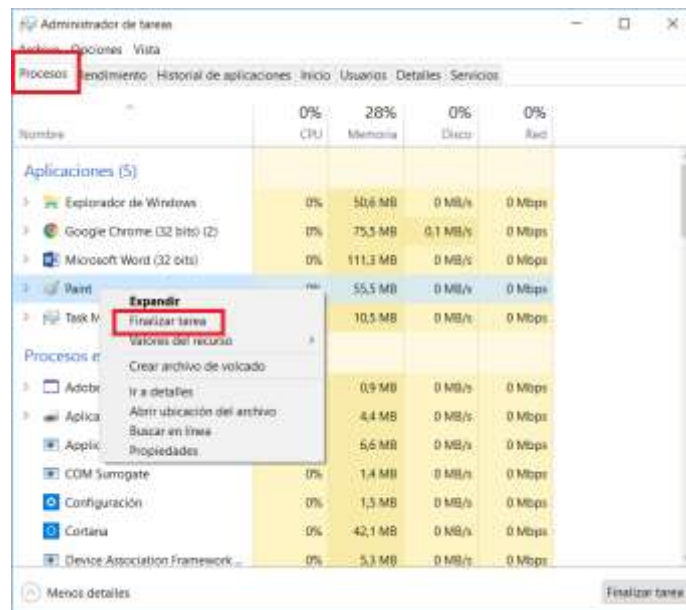 Administrador de tareas
Archivo Opciones Vista
Procesos Rendimiento Historial de aplicaciones Inicio Usuarios Detalles Servicios
0% 28% 0% 0%
Nombre CPU Memoria Disco Red
Aplicaciones (5)
Explorador de Windows 0% 50,6 MB 0 MB/s 0 Mbps
Google Chrome (32 bits) (2) 0% 75,5 MB 0,1 MB/s 0 Mbps
Microsoft Word (32 bits) 0% 111,3 MB 0 MB/s 0 Mbps
Paint 0% 55,5 MB 0 MB/s 0 Mbps
Task M 10,5 MB 0 MB/s 0 Mbps
Expandir
Finalizar tarea
Valores del recurso
Crear archivo de volcado
Ir a detalles
Abrir ubicación del archivo
Buscar en línea
Propiedades
Procesos e
Adobe 0,9 MB 0 MB/s 0 Mbps
Aplica 4,4 MB 0 MB/s 0 Mbps
Applic 6,6 MB 0 MB/s 0 Mbps
COM Surrogate 0% 1,4 MB 0 MB/s 0 Mbps
Configuración 0% 1,5 MB 0 MB/s 0 Mbps
Cortana 0% 42,1 MB 0 MB/s 0 Mbps
Device Association Framework... 0% 5,3 MB 0 MB/s 0 Mbps
Menos detalles
Finalizar tarea